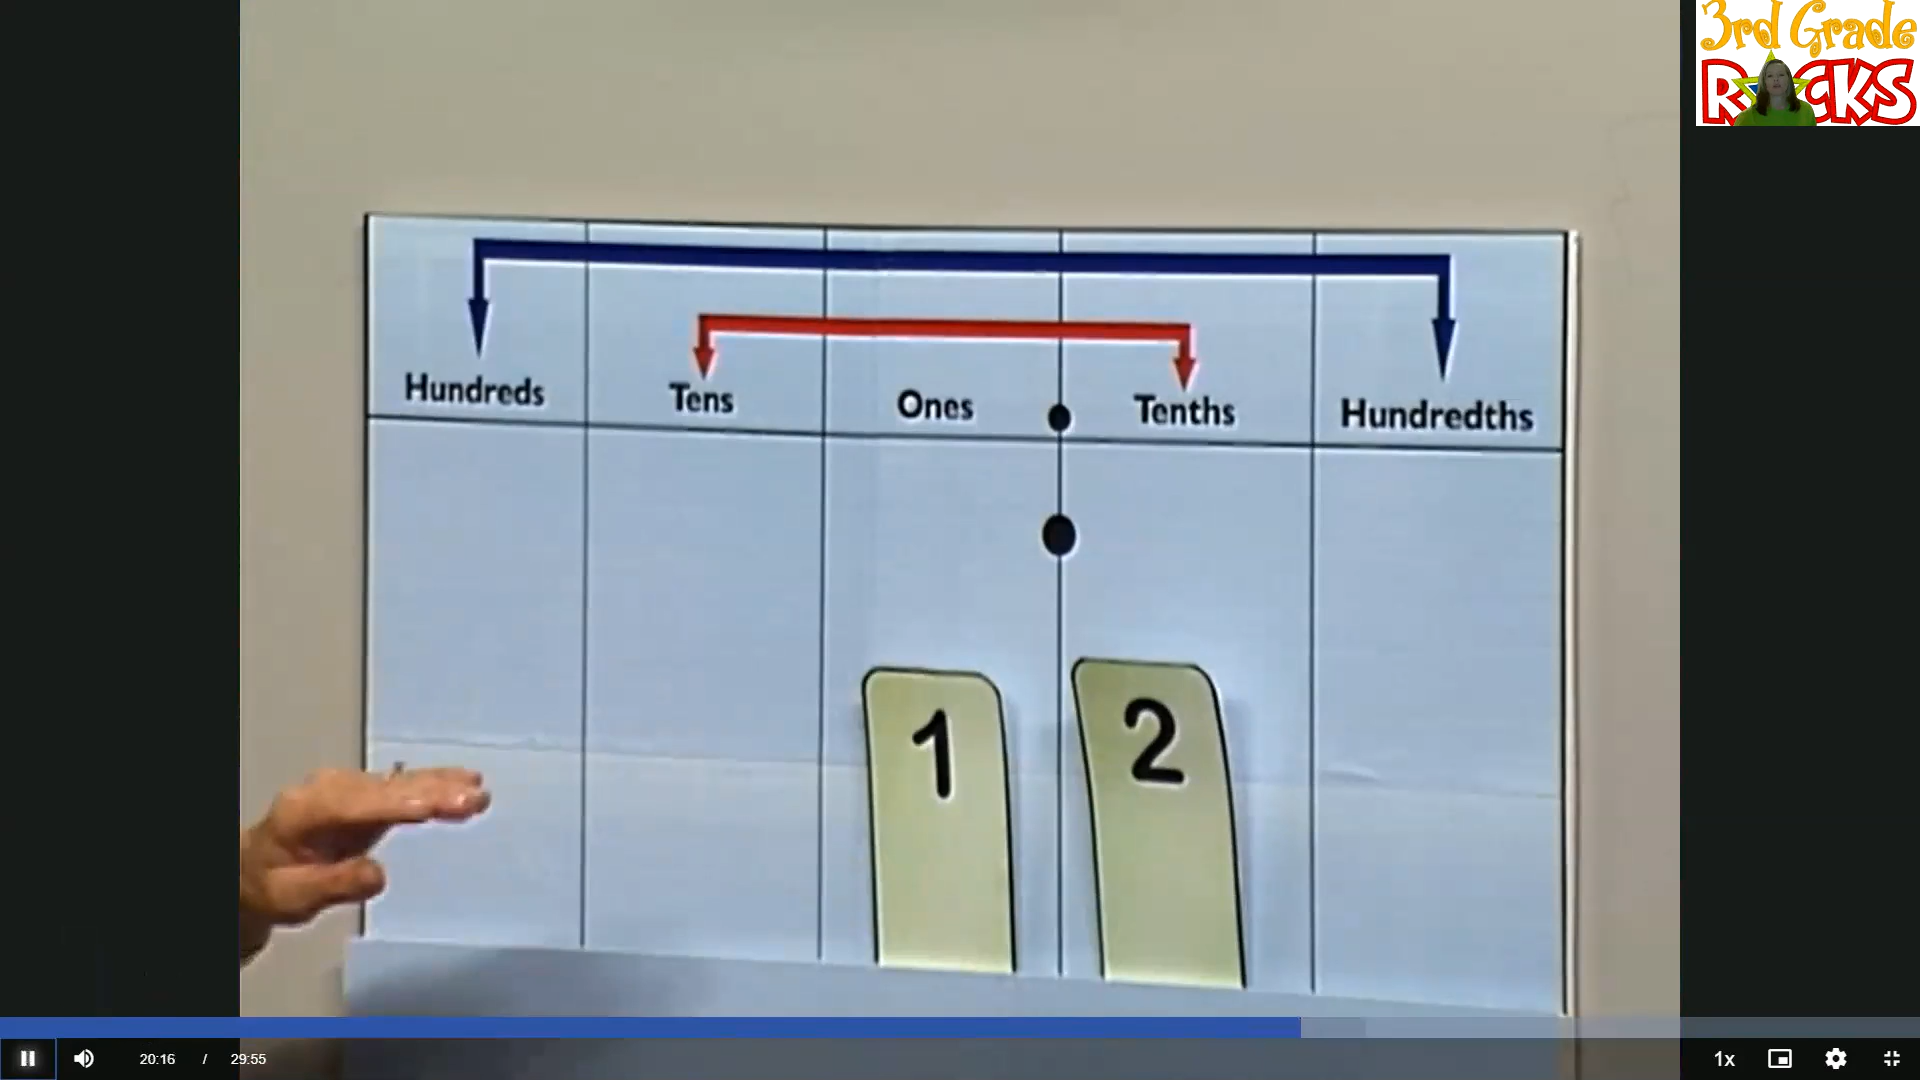 3rd Grade
ROCKS
Hundreds Tens Ones Tenths Hundredths
1 2
20:16 / 29:55 1x